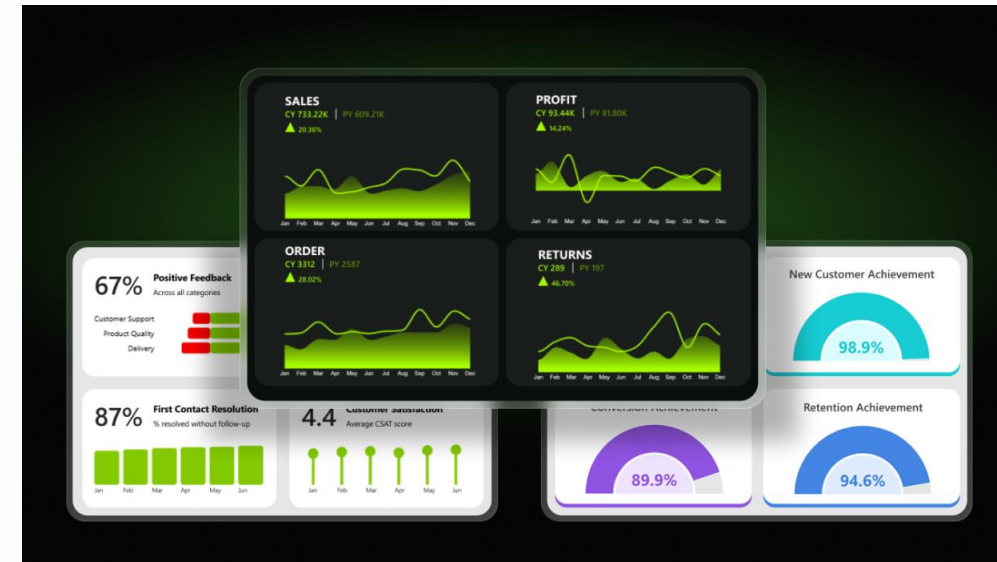 SALES
CY 733.22K | PY 609.21K
20.36%
Jan Feb Mar Apr May Jun Jul Aug Sep Oct Nov Dec
PROFIT
CY 93.44K | PY 81.80K
14.24%
Jan Feb Mar Apr May Jun Jul Aug Sep Oct Nov Dec
ORDER
CY 3312 | PY 2587
28.02%
Jan Feb Mar Apr May Jun Jul Aug Sep Oct Nov Dec
RETURNS
CY 289 | PY 197
46.70%
Jan Feb Mar Apr May Jun Jul Aug Sep Oct Nov Dec
67% Positive Feedback
Across all categories
Customer Support
Product Quality
Delivery
87% First Contact Resolution
% resolved without follow-up
Jan Feb Mar Apr May Jun
4.4 Customer Satisfaction
Average CSAT score
Jan Feb Mar Apr May Jun
New Customer Achievement
98.9%
Conversion Achievement
89.9%
Retention Achievement
94.6%